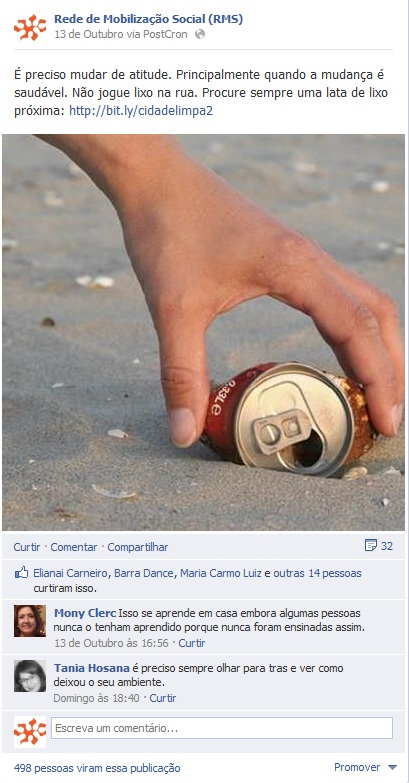 Rede de Mobilização Social (RMS)
13 de Outubro via PostCron
É preciso mudar de atitude. Principalmente quando a mudança é
saudável. Não jogue lixo na rua. Procure sempre uma lata de lixo
próxima: http://bit.ly/cidadelimpa2
0,33L e
Curtir · Comentar · Compartilhar
32
Elianai Carneiro, Barra Dance, Maria Carmo Luiz e outras 14 pessoas
curtiram isso.
Mony Clerc Isso se aprende em casa embora algumas pessoas
nunca o tenham aprendido porque nunca foram ensinadas assim.
13 de Outubro às 16:56 · Curtir
Tania Hosana é preciso sempre olhar para tras e ver como
deixou o seu ambiente.
Domingo às 18:40 · Curtir
Escreva um comentário...
498 pessoas viram essa publicação
Promover